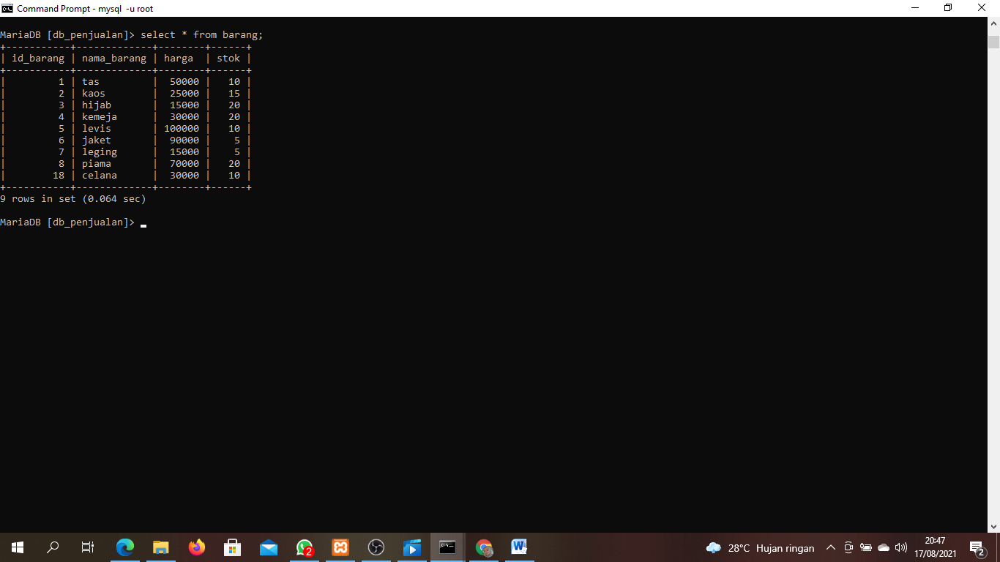 Command Prompt - mysql  -u root
MariaDB [db_penjualan]> select * from barang;
+-----------+-------------+--------+------+
| id_barang | nama_barang | harga  | stok |
+-----------+-------------+--------+------+
|         1 | tas         |  50000 |   10 |
|         2 | kaos        |  25000 |   15 |
|         3 | hijab       |  15000 |   20 |
|         4 | kemeja      |  30000 |   20 |
|         5 | levis       | 100000 |   10 |
|         6 | jaket       |  90000 |    5 |
|         7 | leging      |  15000 |    5 |
|         8 | piama       |  70000 |   20 |
|        18 | celana      |  30000 |   10 |
+-----------+-------------+--------+------+
9 rows in set (0.064 sec)
MariaDB [db_penjualan]> _
2
28°C Hujan ringan
20:47
17/08/2021
2